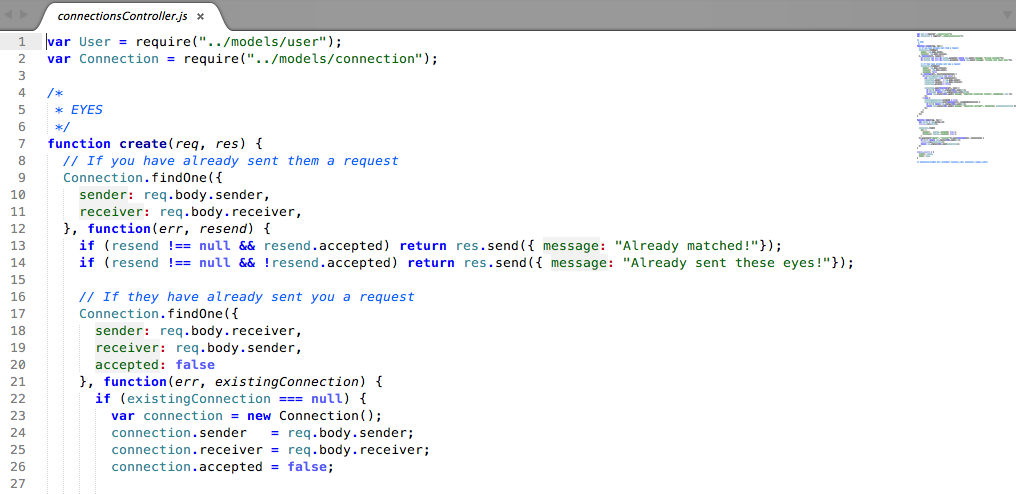 connectionsController.js ×
1 var User = require("../models/user");
2 var Connection = require("../models/connection");
3
4 /*
5  * EYES
6  */
7 function create(req, res) {
8   // If you have already sent them a request
9   Connection.findOne({
10     sender: req.body.sender,
11     receiver: req.body.receiver,
12   }, function(err, resend) {
13     if (resend !== null && resend.accepted) return res.send({ message: "Already matched!"});
14     if (resend !== null && !resend.accepted) return res.send({ message: "Already sent these eyes!"});
15
16     // If they have already sent you a request
17     Connection.findOne({
18       sender: req.body.receiver,
19       receiver: req.body.sender,
20       accepted: false
21     }, function(err, existingConnection) {
22       if (existingConnection === null) {
23         var connection = new Connection();
24         connection.sender   = req.body.sender;
25         connection.receiver = req.body.receiver;
26         connection.accepted = false;
27